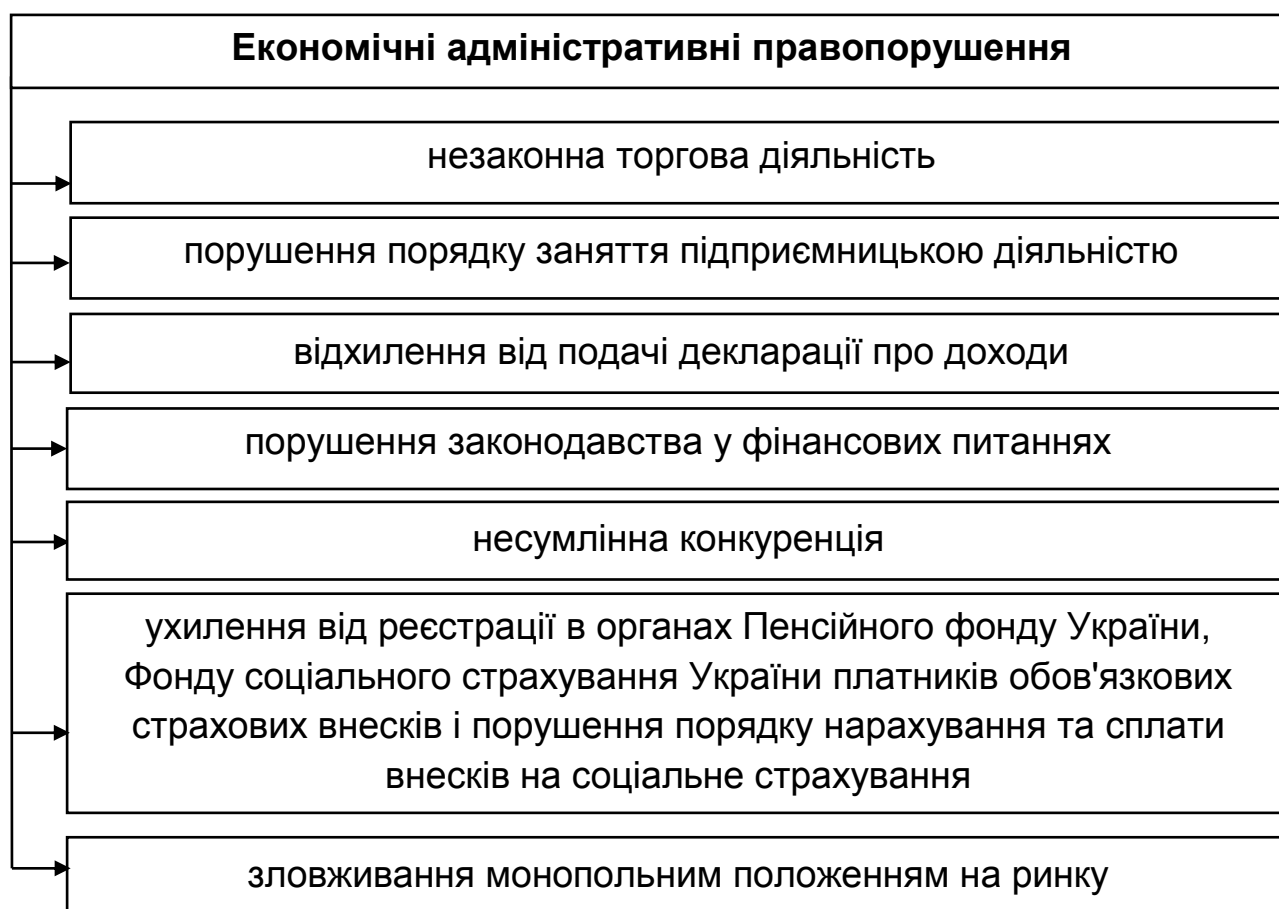 Економічні адміністративні правопорушення
незаконна торгова діяльність
порушення порядку заняття підприємницькою діяльністю
відхилення від подачі декларації про доходи
порушення законодавства у фінансових питаннях
несумлінна конкуренція
ухилення від реєстрації в органах Пенсійного фонду України,
Фонду соціального страхування України платників обов'язкових
страхових внесків і порушення порядку нарахування та сплати
внесків на соціальне страхування
зловживання монопольним положенням на ринку